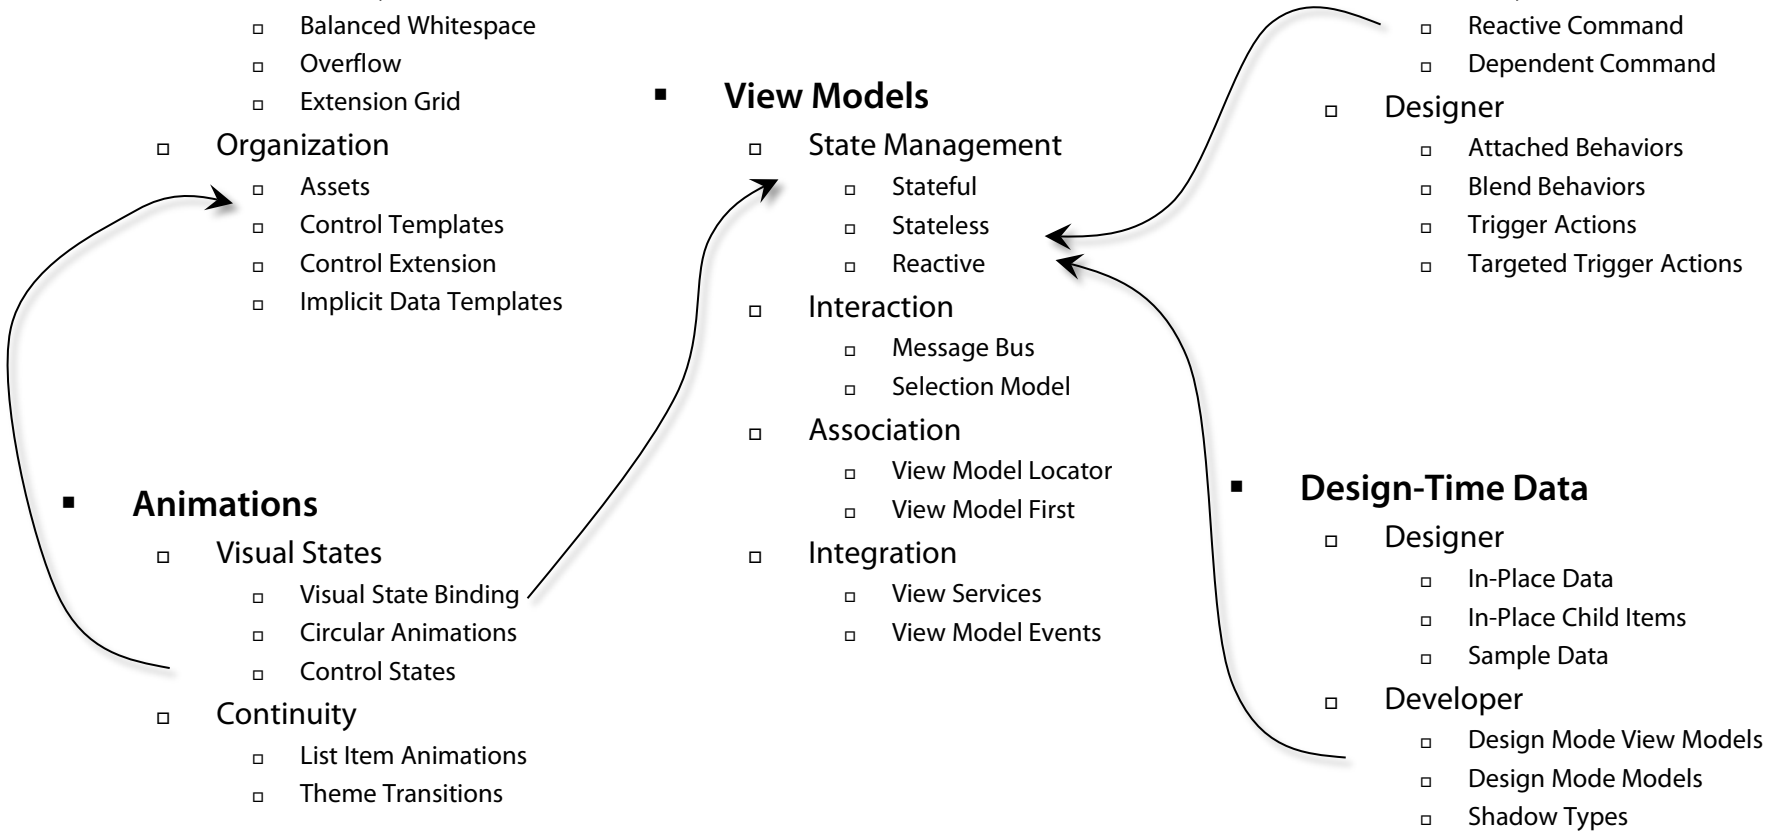 Balanced Whitespace
Overflow
Extension Grid
Organization
Assets
Control Templates
Control Extension
Implicit Data Templates
Animations
Visual States
Visual State Binding
Circular Animations
Control States
Continuity
List Item Animations
Theme Transitions
View Models
State Management
Stateful
Stateless
Reactive
Interaction
Message Bus
Selection Model
Association
View Model Locator
View Model First
Integration
View Services
View Model Events
Reactive Command
Dependent Command
Designer
Attached Behaviors
Blend Behaviors
Trigger Actions
Targeted Trigger Actions
Design-Time Data
Designer
In-Place Data
In-Place Child Items
Sample Data
Developer
Design Mode View Models
Design Mode Models
Shadow Types